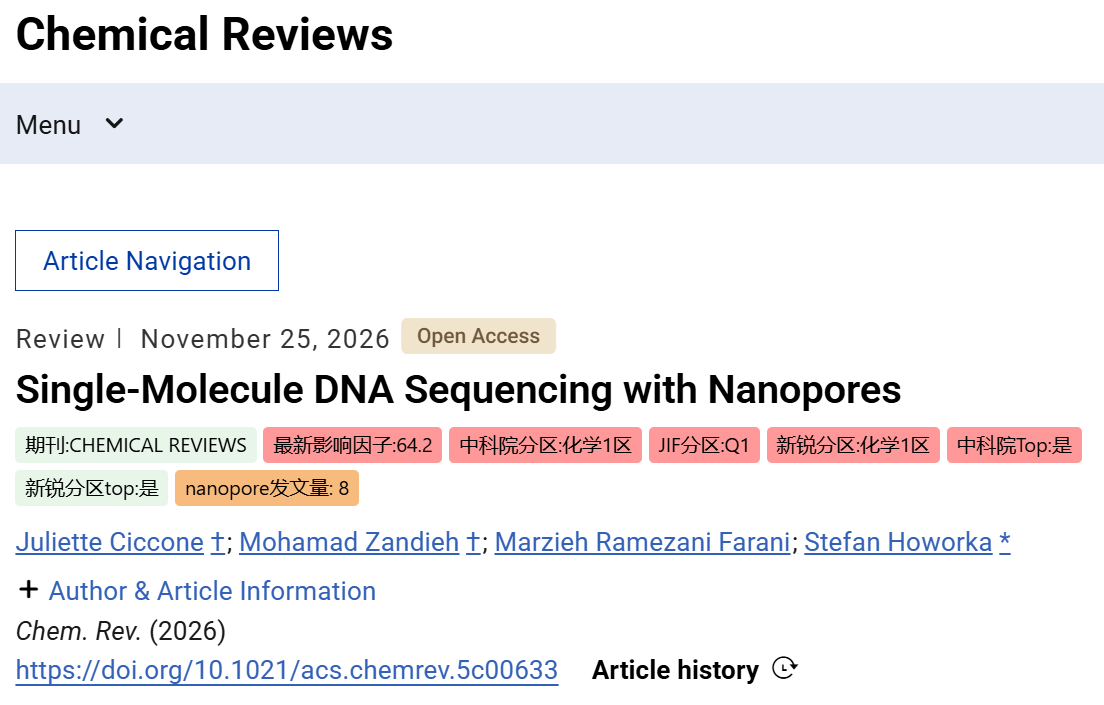 Chemical Reviews
Menu
Article Navigation
Review | November 25, 2026 Open Access
Single-Molecule DNA Sequencing with Nanopores
期刊:CHEMICAL REVIEWS 最新影响因子:64.2 中科院分区:化学1区 JIF分区:Q1 新锐分区:化学1区 中科院Top:是
新锐分区top:是 nanopore发文量: 8
Juliette Ciccone †; Mohamad Zandieh †; Marzieh Ramezani Farani; Stefan Howorka *
+ Author & Article Information
Chem. Rev. (2026)
https://doi.org/10.1021/acs.chemrev.5c00633 Article history